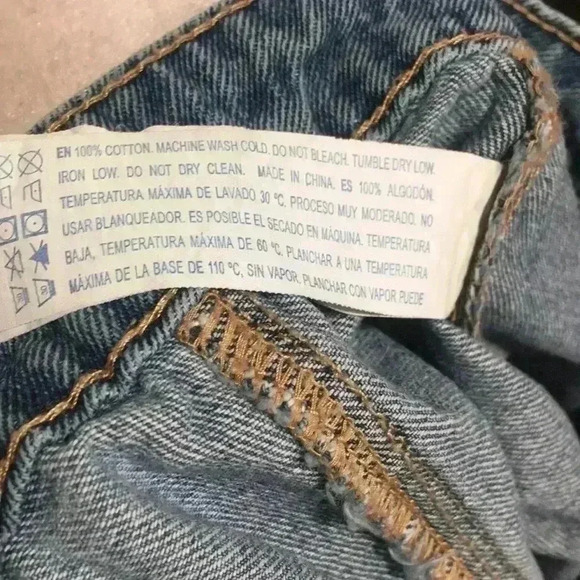 EN 100% COTTON. MACHINE WASH COLD. DO NOT BLEACH. TUMBLE DRY LOW.
IRON LOW. DO NOT DRY CLEAN. MADE IN CHINA. ES 100% ALGODÓN.
TEMPERATURA MÁXIMA DE LAVADO 30 ºC, PROCESO MUY MODERADO. NO
USAR BLANQUEADOR. ES POSIBLE EL SECADO EN MÁQUINA. TEMPERATURA
BAJA, TEMPERATURA MÁXIMA DE 60 ºC. PLANCHAR A UNA TEMPERATURA
MÁXIMA DE LA BASE DE 110 ºC, SIN VAPOR. PLANCHAR CON VAPOR PUEDE